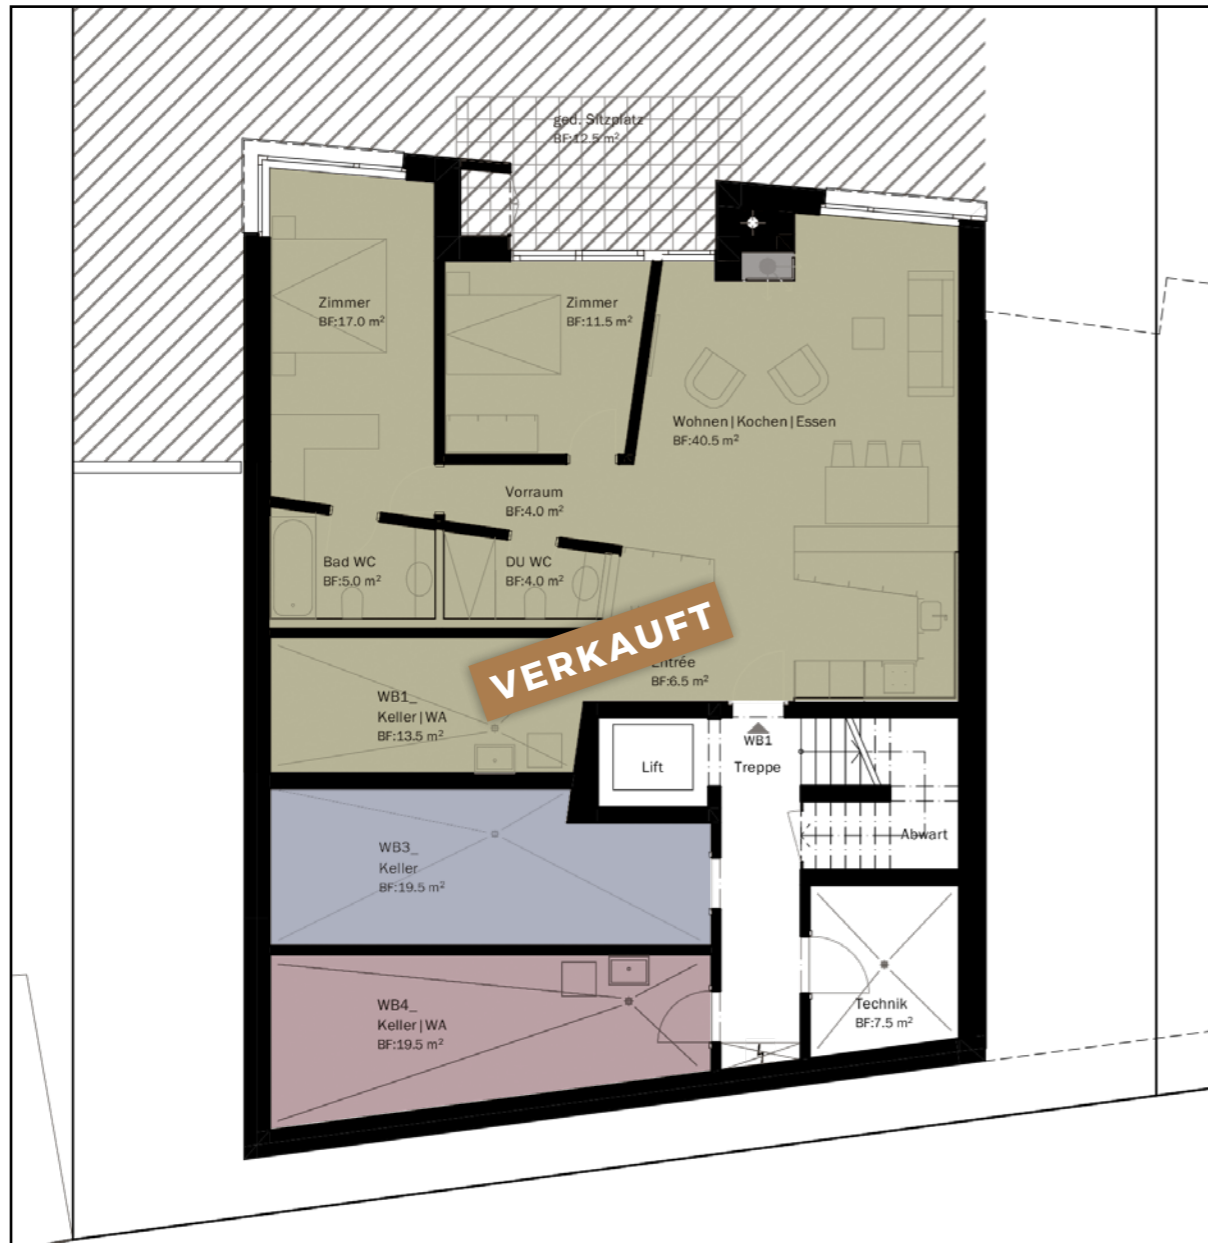 ged. Sitzplatz
BF:12.5 m²
Zimmer
BF:17.0 m²
Zimmer
BF:11.5 m²
Wohnen|Kochen|Essen
BF:40.5 m²
Vorraum
BF:4.0 m²
Bad WC
BF:5.0 m²
DU WC
BF:4.0 m²
VERKAUFT
Entrée
BF:6.5 m²
WB1_
Keller|WA
BF:13.5 m²
Lift
WB1
Treppe
Abwart
WB3_
Keller
BF:19.5 m²
WB4_
Keller|WA
BF:19.5 m²
Technik
BF:7.5 m²